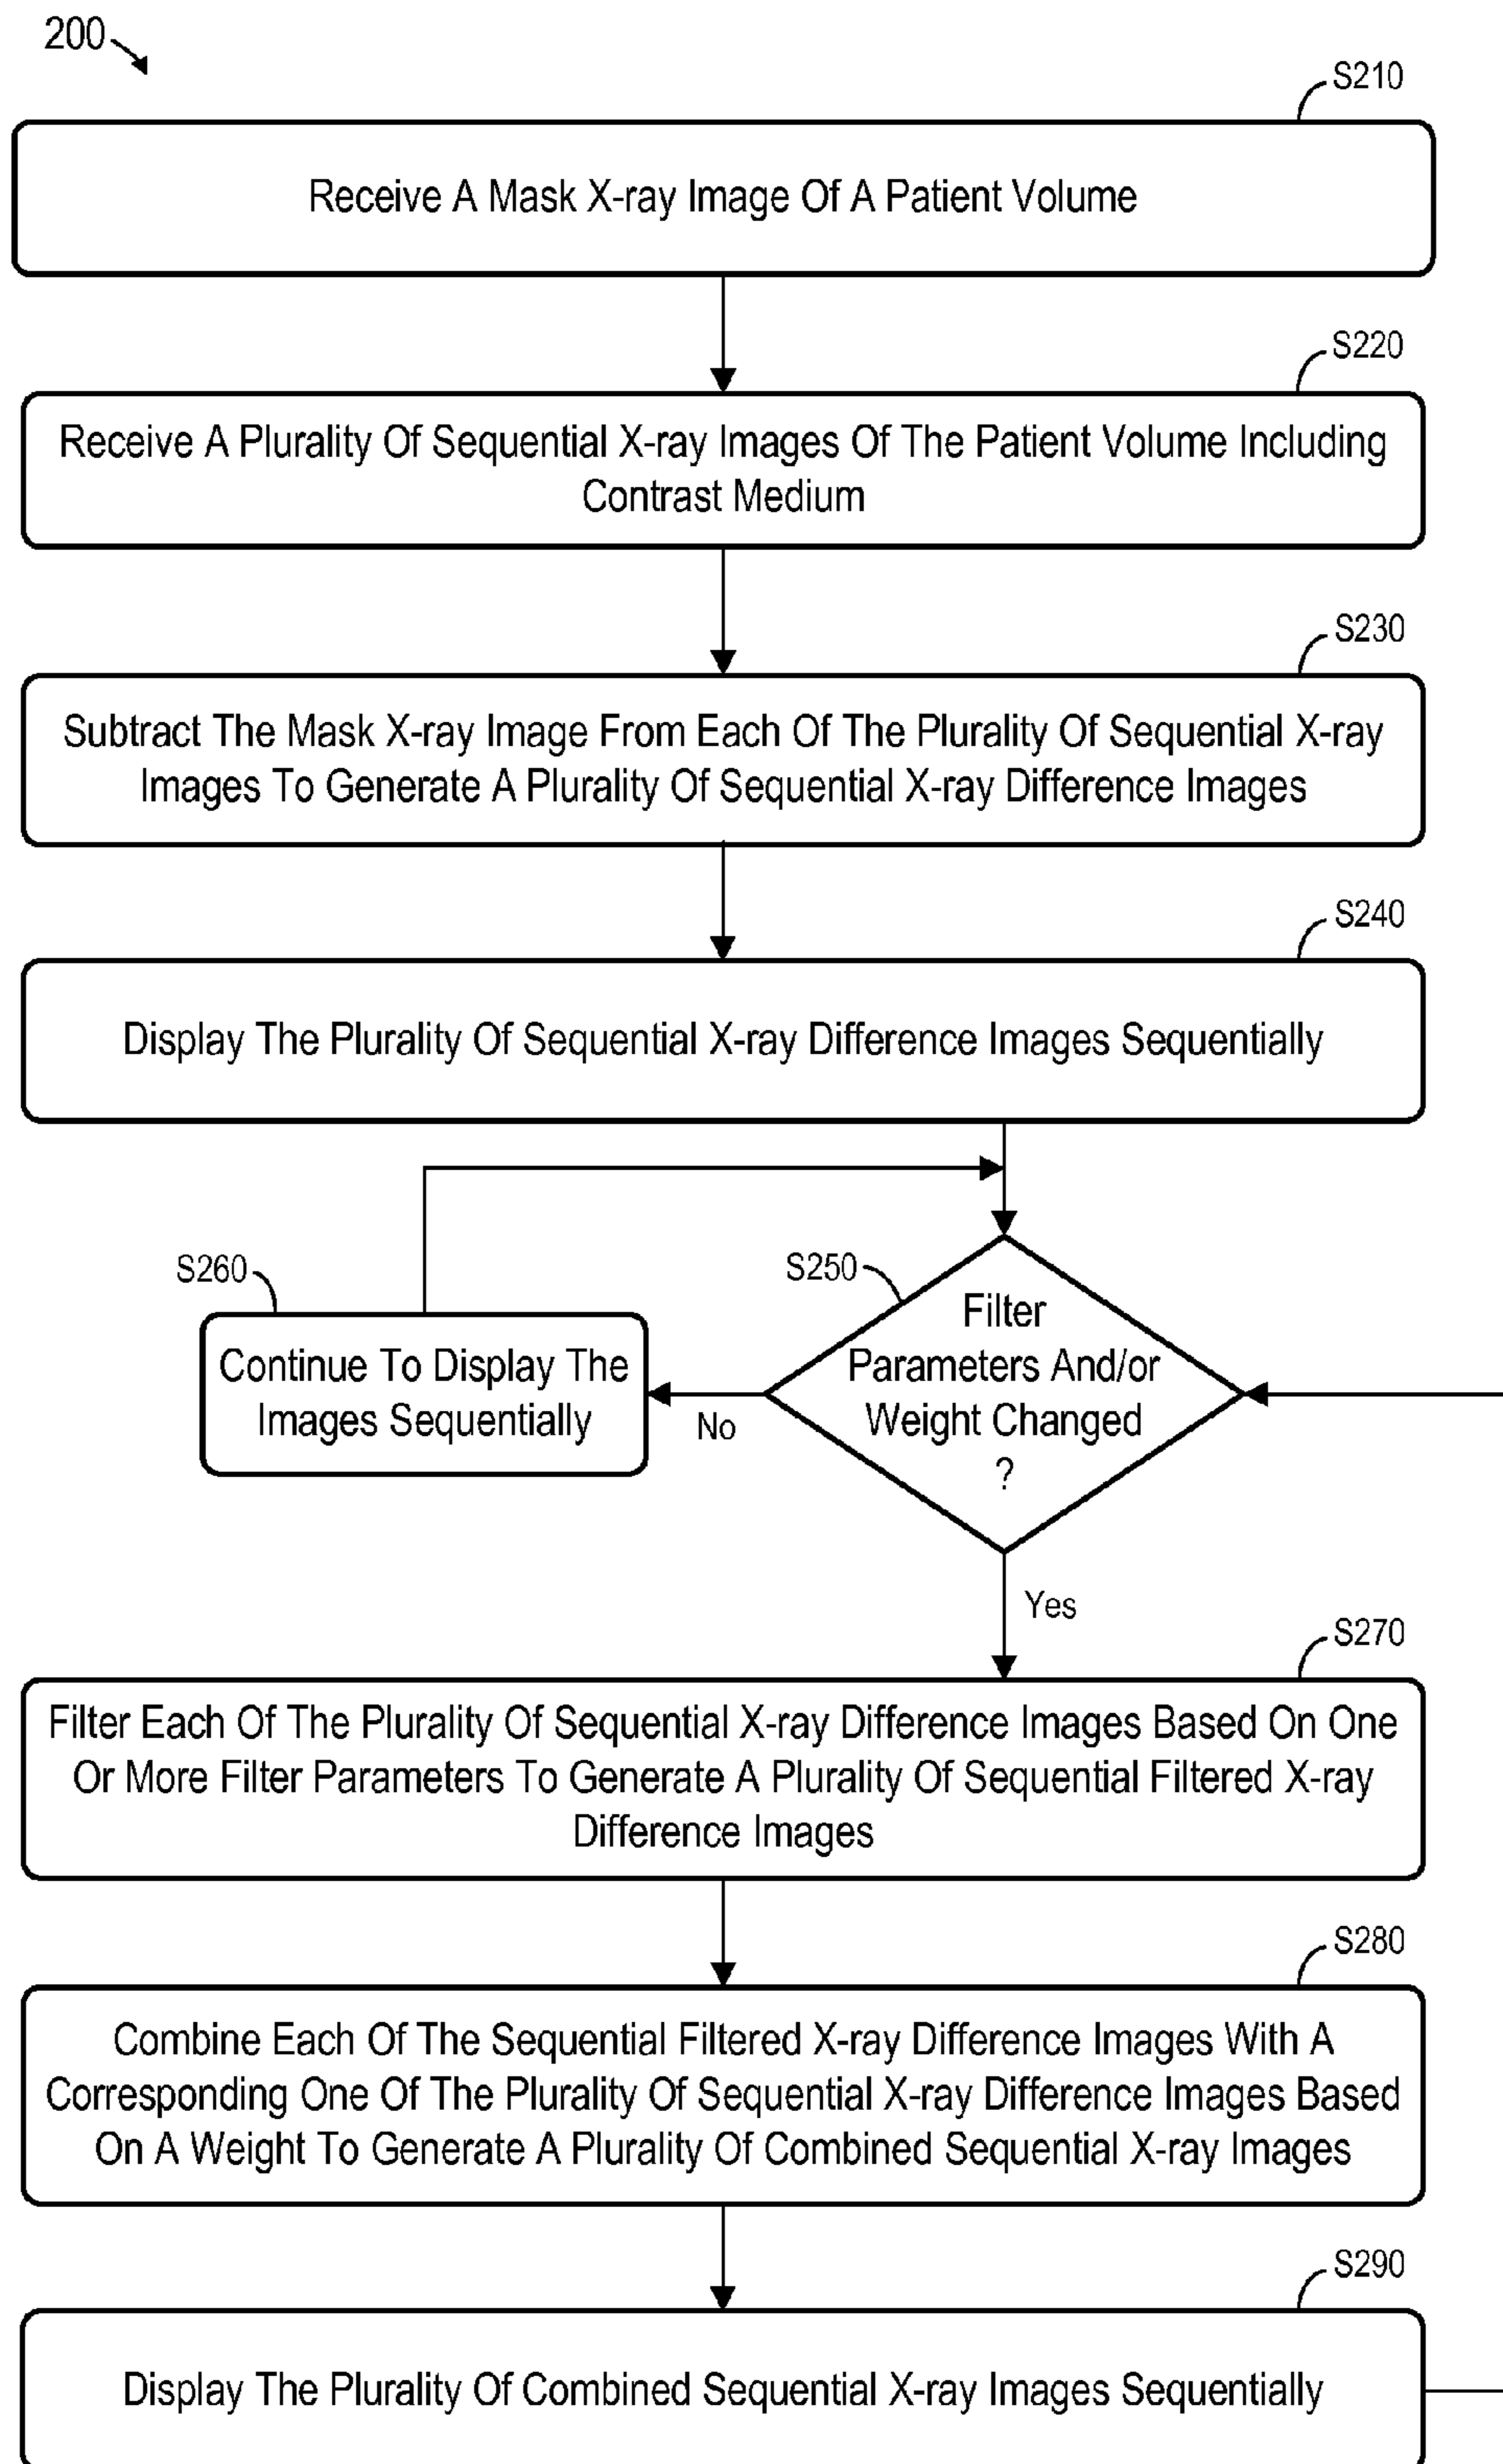 200
S210
Receive A Mask X-ray Image Of A Patient Volume
S220
Receive A Plurality Of Sequential X-ray Images Of The Patient Volume Including
Contrast Medium
S230
Subtract The Mask X-ray Image From Each Of The Plurality Of Sequential X-ray
Images To Generate A Plurality Of Sequential X-ray Difference Images
S240
Display The Plurality Of Sequential X-ray Difference Images Sequentially
S260
Continue To Display The
Images Sequentially
S250
Filter
Parameters And/or
Weight Changed
?
No
Yes
S270
Filter Each Of The Plurality Of Sequential X-ray Difference Images Based On One
Or More Filter Parameters To Generate A Plurality Of Sequential Filtered X-ray
Difference Images
S280
Combine Each Of The Sequential Filtered X-ray Difference Images With A
Corresponding One Of The Plurality Of Sequential X-ray Difference Images Based
On A Weight To Generate A Plurality Of Combined Sequential X-ray Images
S290
Display The Plurality Of Combined Sequential X-ray Images Sequentially